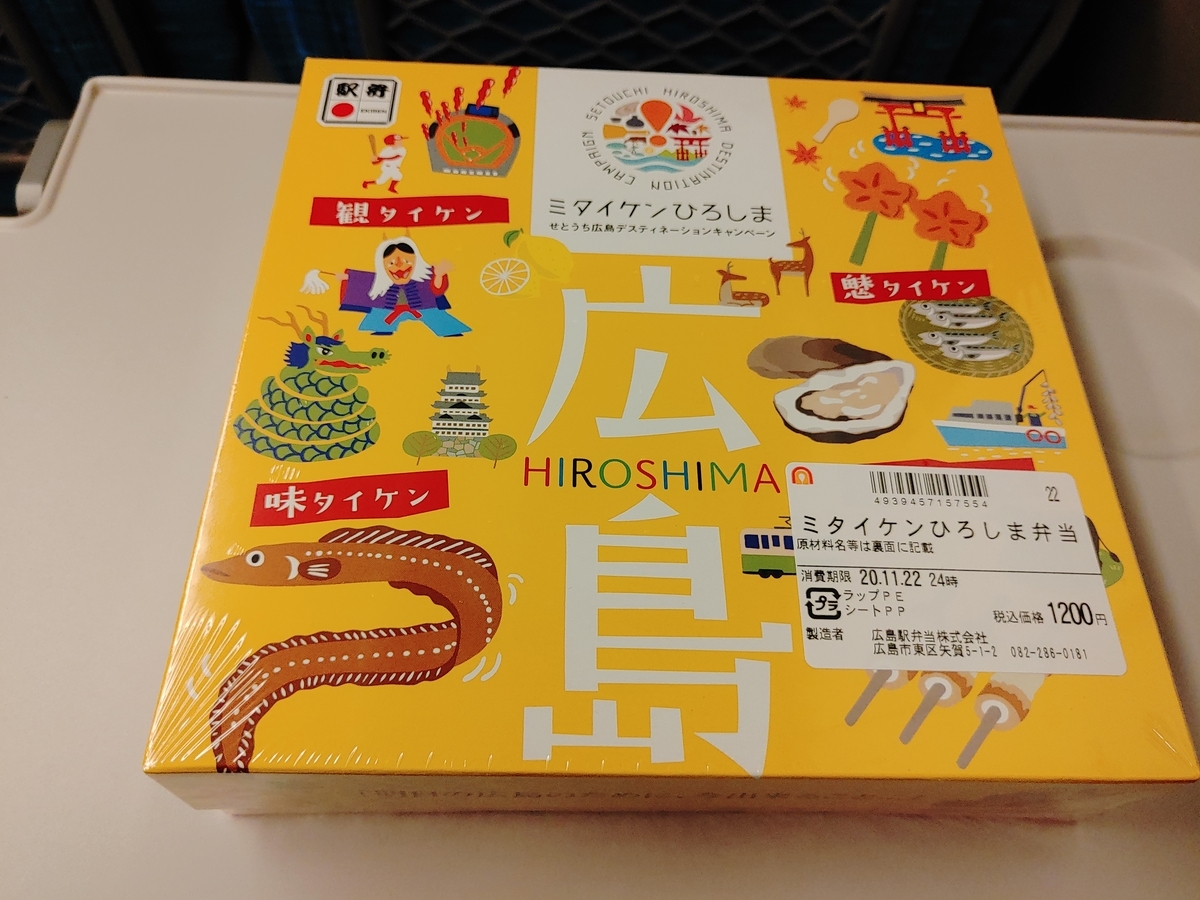 駅弁
EKIBEN
SETOUCHI HIROSHIMA DESTINATION CAMPAIGN
ミタイケンひろしま
せとうち広島デスティネーションキャンペーン
観タイケン
魅タイケン
味タイケン
広島
HIROSHIMA
4939457157554
22
ミタイケンひろしま弁当
原材料名等は裏面に記載
消費期限 20.11.22 24時
プラ
ラップPE
シートPP
税込価格 1200円
製造者 広島駅弁当株式会社
広島市東区矢賀5-1-2 082-286-0181